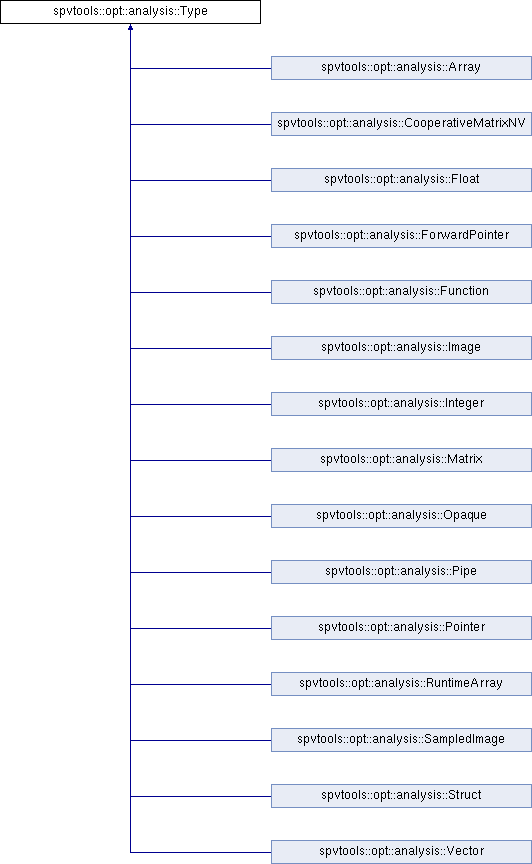 spvtools::opt::analysis::Type
spvtools::opt::analysis::Array
spvtools::opt::analysis::CooperativeMatrixNV
spvtools::opt::analysis::Float
spvtools::opt::analysis::ForwardPointer
spvtools::opt::analysis::Function
spvtools::opt::analysis::Image
spvtools::opt::analysis::Integer
spvtools::opt::analysis::Matrix
spvtools::opt::analysis::Opaque
spvtools::opt::analysis::Pipe
spvtools::opt::analysis::Pointer
spvtools::opt::analysis::RuntimeArray
spvtools::opt::analysis::SampledImage
spvtools::opt::analysis::Struct
spvtools::opt::analysis::Vector